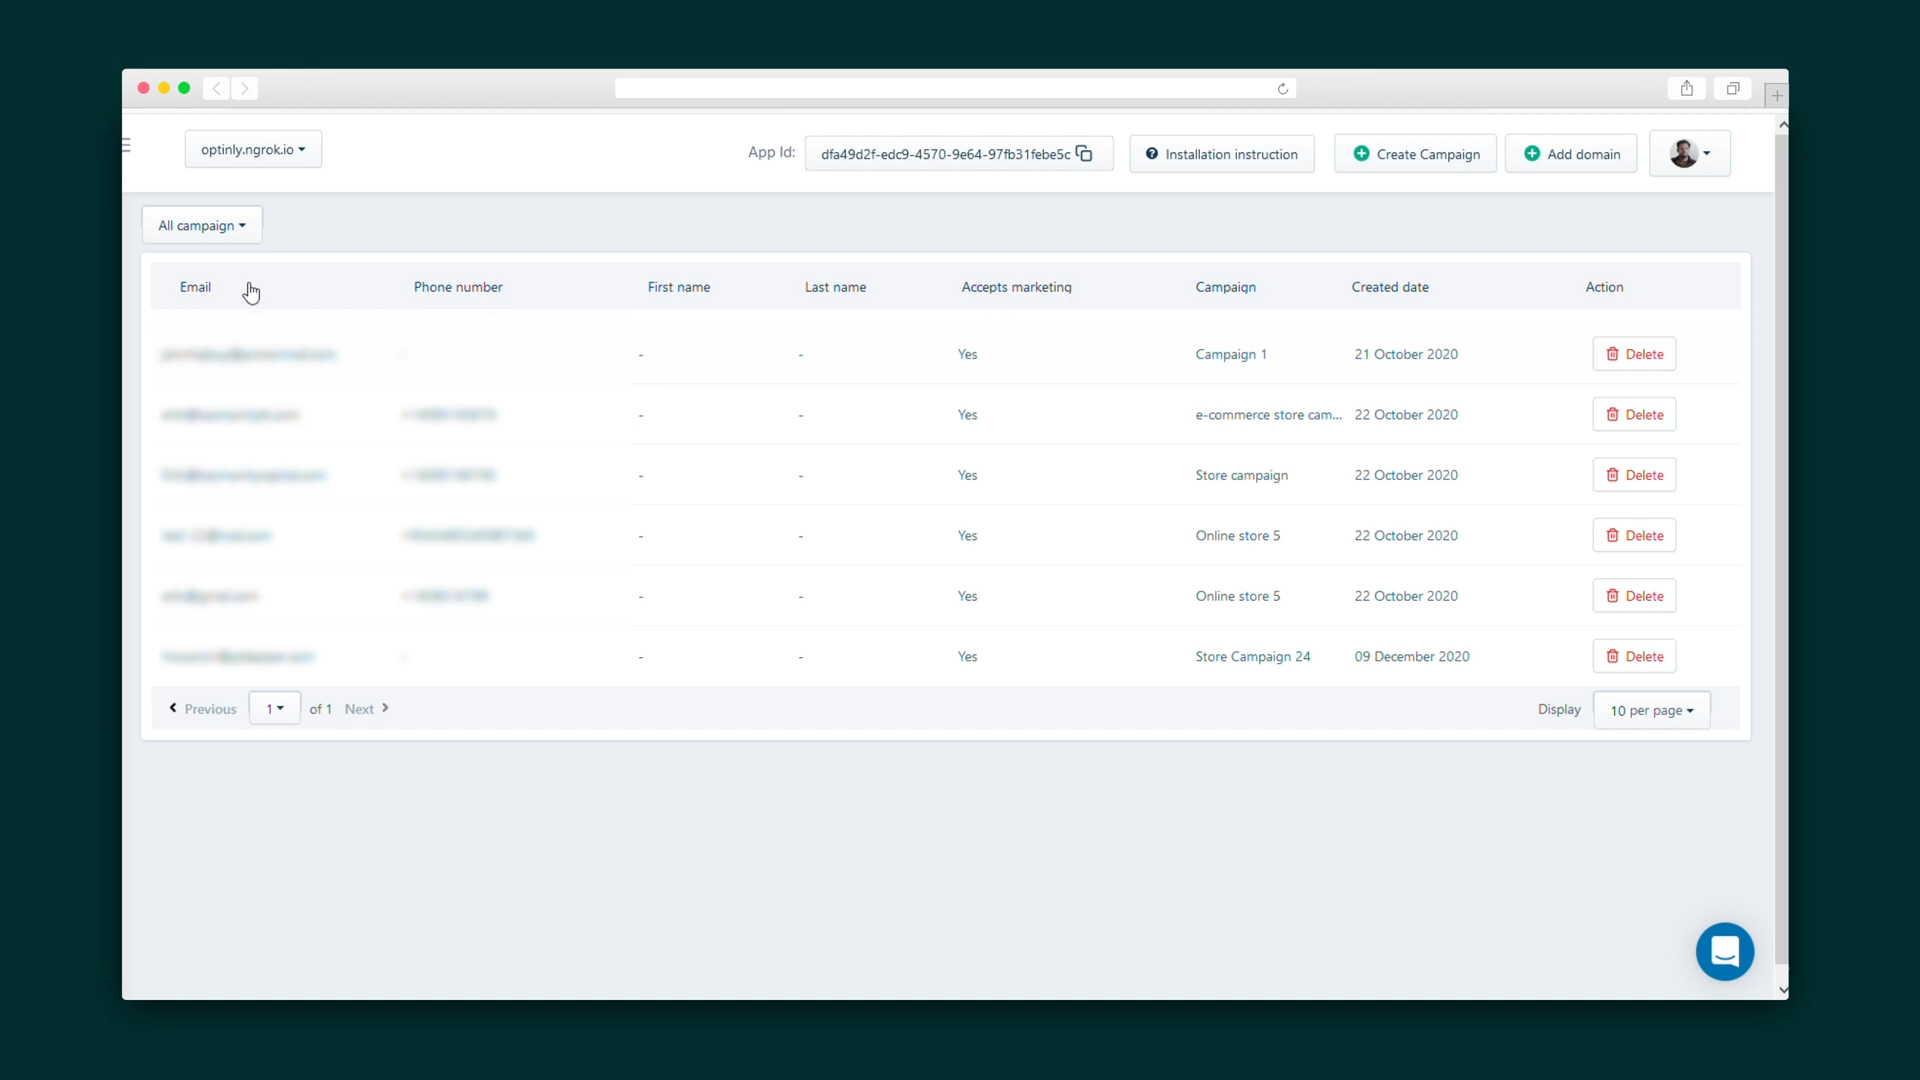 optinly.ngrok.io
App Id: dfa49d2f-edc9-4570-9e64-97fb31febe5c Installation instruction Create Campaign Add domain
All campaign
Email Phone number First name Last name Accepts marketing Campaign Created date Action
- - - Yes Campaign 1 21 October 2020 Delete
- - Yes e-commerce store cam... 22 October 2020 Delete
- - Yes Store campaign 22 October 2020 Delete
- - Yes Online store 5 22 October 2020 Delete
- - Yes Online store 5 22 October 2020 Delete
- - - Yes Store Campaign 24 09 December 2020 Delete
Previous 1 of 1 Next Display 10 per page